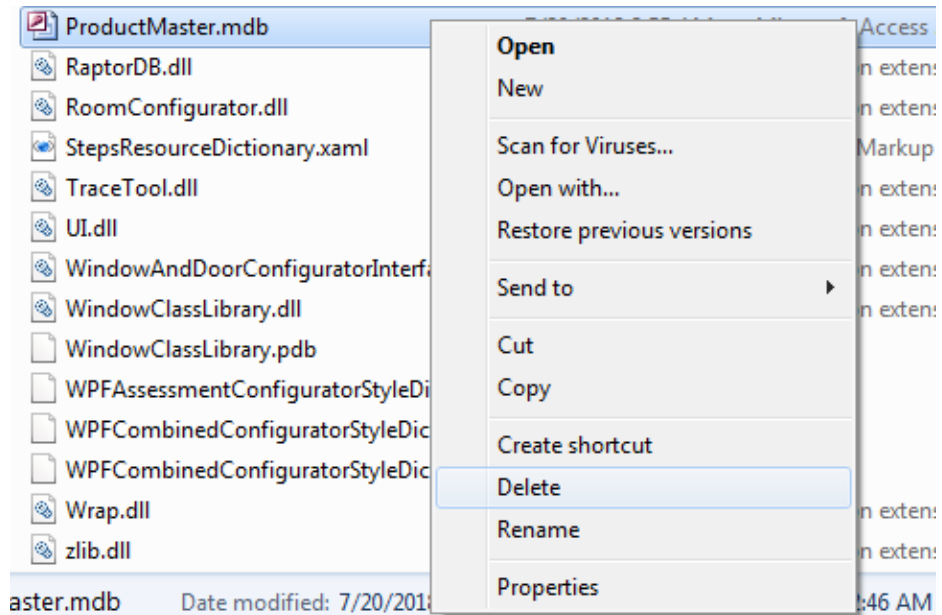 ProductMaster.mdb
Access
RaptorDB.dll
n extens
RoomConfigurator.dll
n extens
StepsResourceDictionary.xaml
Markup
TraceTool.dll
n extens
UI.dll
n extens
WindowAndDoorConfiguratorInterfa
n extens
WindowClassLibrary.dll
n extens
WindowClassLibrary.pdb
WPFAssessmentConfiguratorStyleDi
WPFCombinedConfiguratorStyleDic
WPFCombinedConfiguratorStyleDic
Wrap.dll
n extens
zlib.dll
n extens
Open
New
Scan for Viruses...
Open with...
Restore previous versions
Send to
Cut
Copy
Create shortcut
Delete
Rename
Properties
aster.mdb Date modified: 7/20/201 :46 AM